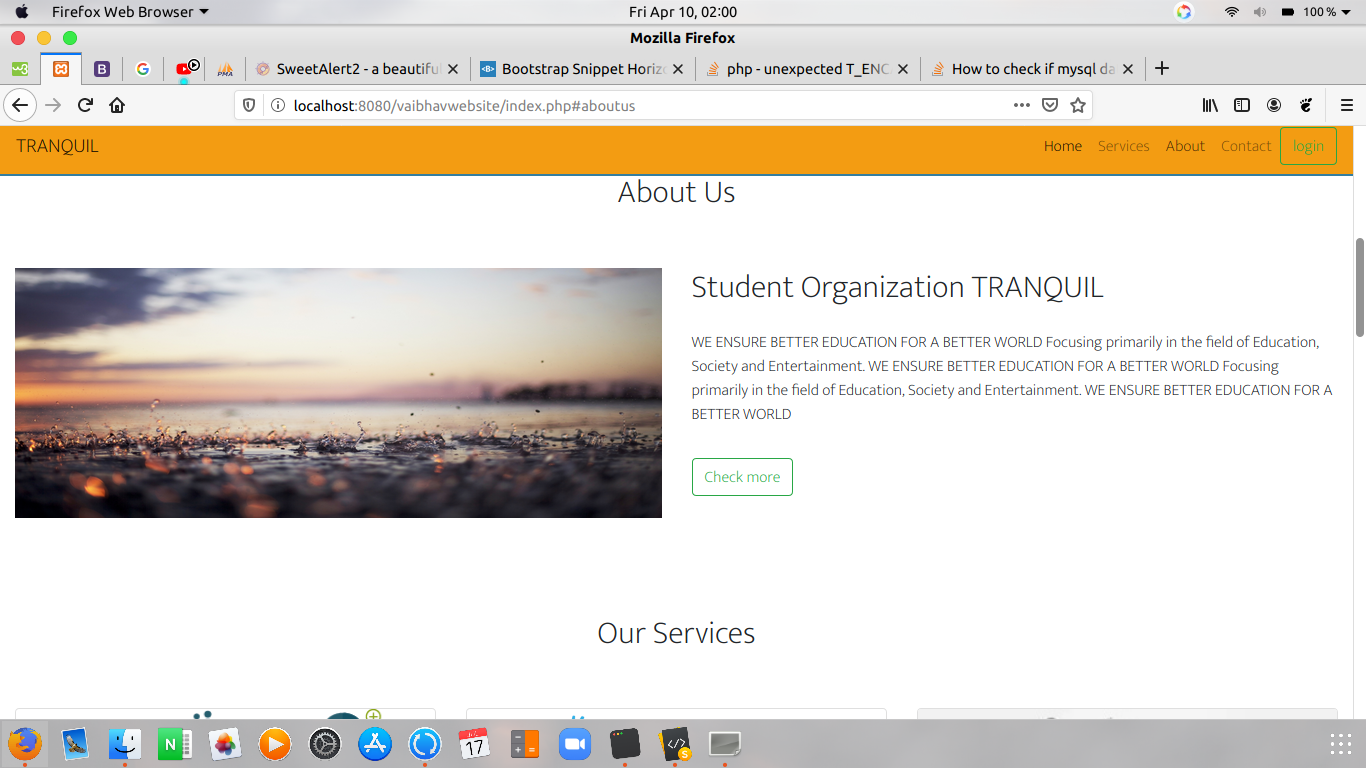 Firefox Web Browser
Fri Apr 10, 02:00
100 %
Mozilla Firefox
SweetAlert2 - a beautiful
Bootstrap Snippet Horizo
php - unexpected T_ENC
How to check if mysql da
localhost:8080/vaibhavwebsite/index.php#aboutus
TRANQUIL
Home Services About Contact login
About Us
Student Organization TRANQUIL
WE ENSURE BETTER EDUCATION FOR A BETTER WORLD Focusing primarily in the field of Education,
Society and Entertainment. WE ENSURE BETTER EDUCATION FOR A BETTER WORLD Focusing
primarily in the field of Education, Society and Entertainment. WE ENSURE BETTER EDUCATION FOR A
BETTER WORLD
Check more
Our Services
JUL
17